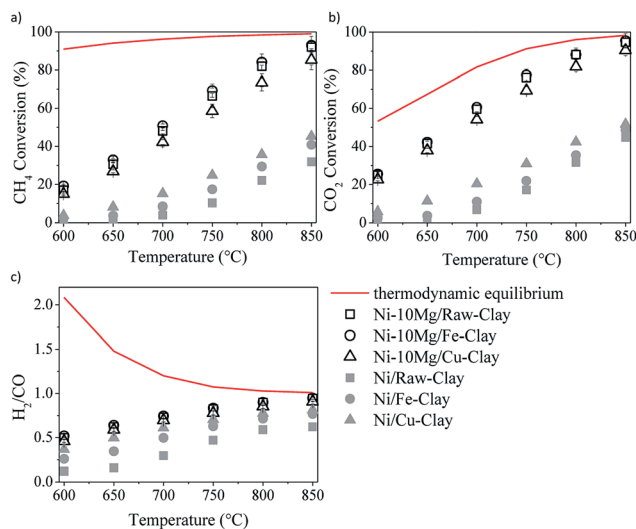 a)
CH4 Conversion (%)
100
80
60
40
20
0
600 650 700 750 800 850
Temperature (°C)
b)
CO2 Conversion (%)
100
80
60
40
20
0
600 650 700 750 800 850
Temperature (°C)
c)
H2/CO
2.0
1.5
1.0
0.5
0.0
600 650 700 750 800 850
Temperature (°C)
thermodynamic equilibrium
Ni-10Mg/Raw-Clay
Ni-10Mg/Fe-Clay
Ni-10Mg/Cu-Clay
Ni/Raw-Clay
Ni/Fe-Clay
Ni/Cu-Clay